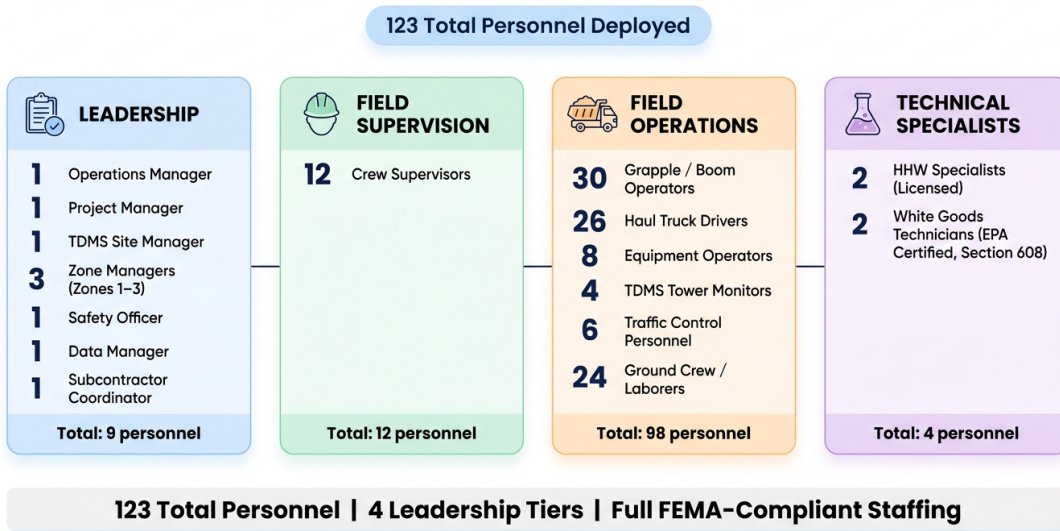 123 Total Personnel Deployed
LEADERSHIP
1 Operations Manager
1 Project Manager
1 TDMS Site Manager
3 Zone Managers
(Zones 1–3)
1 Safety Officer
1 Data Manager
1 Subcontractor
Coordinator
Total: 9 personnel
FIELD
SUPERVISION
12 Crew Supervisors
Total: 12 personnel
FIELD
OPERATIONS
30 Grapple / Boom
Operators
26 Haul Truck Drivers
8 Equipment Operators
4 TDMS Tower Monitors
6 Traffic Control
Personnel
24 Ground Crew /
Laborers
Total: 98 personnel
TECHNICAL
SPECIALISTS
2 HHW Specialists
(Licensed)
2 White Goods
Technicians (EPA
Certified, Section 608)
Total: 4 personnel
123 Total Personnel | 4 Leadership Tiers | Full FEMA-Compliant Staffing